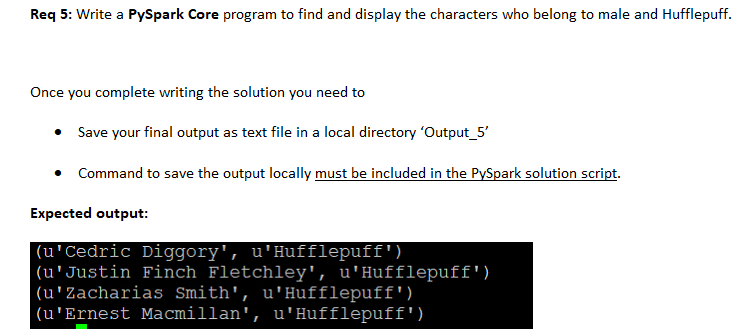 Req 5: Write a PySpark Core program to find and display the characters who belong to male and Hufflepuff.
Once you complete writing the solution you need to
• Save your final output as text file in a local directory ‘Output_5’
• Command to save the output locally must be included in the PySpark solution script.
Expected output:
(u'Cedric Diggory', u'Hufflepuff')
(u'Justin Finch Fletchley', u'Hufflepuff')
(u'Zacharias Smith', u'Hufflepuff')
(u'Ernest Macmillan', u'Hufflepuff')